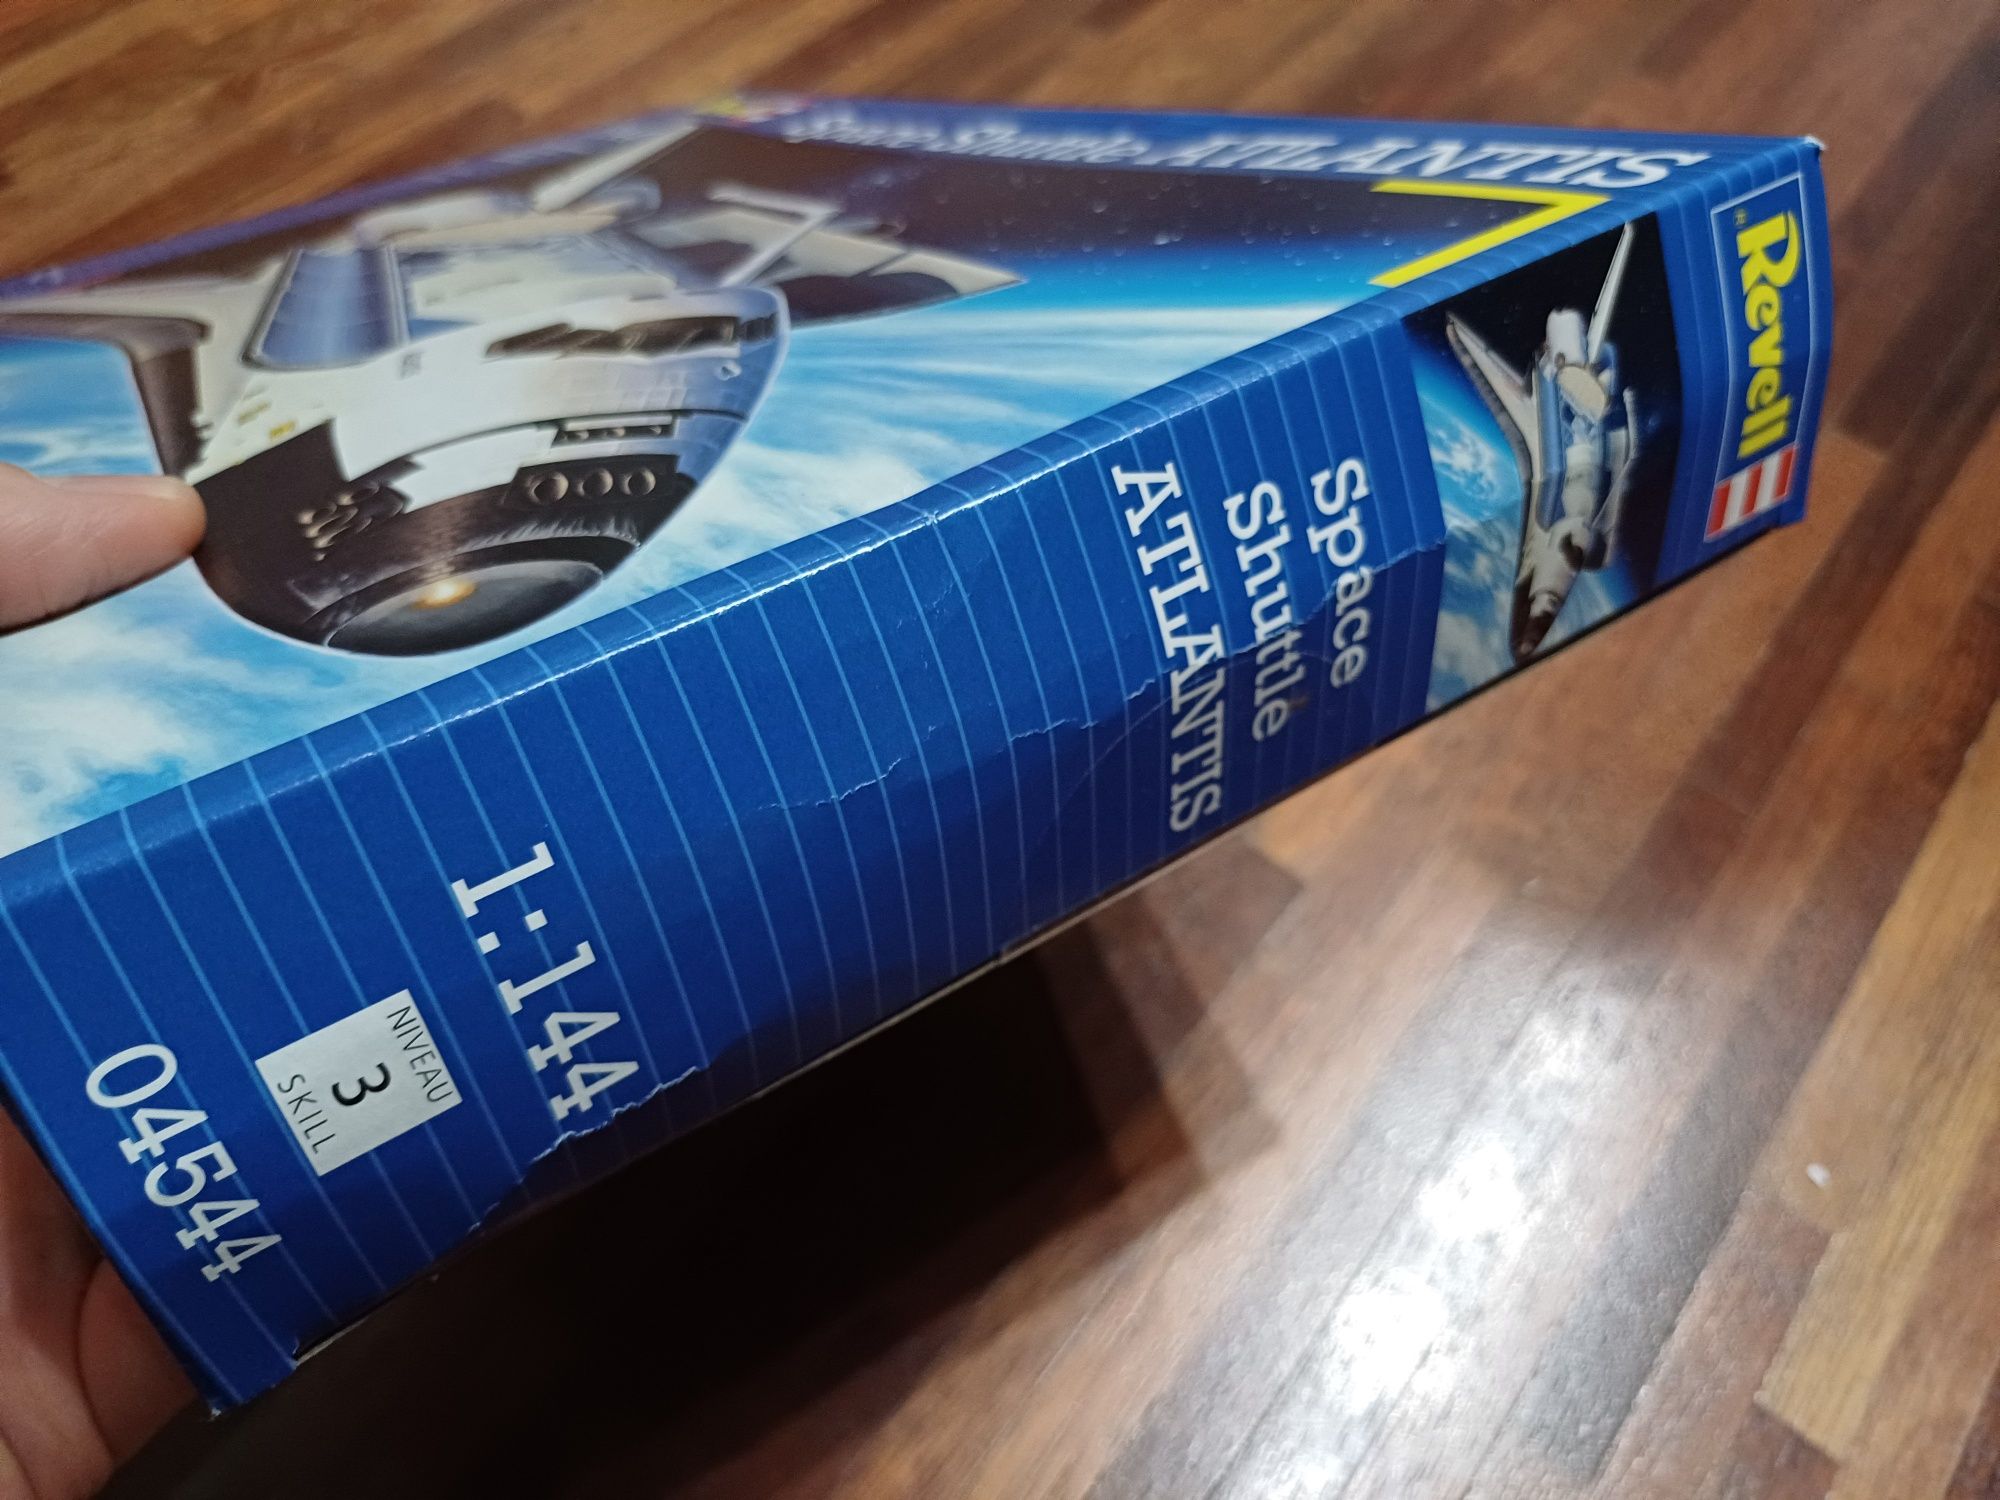 Space Shuttle ATLANTIS
Revell
Space
Shuttle
ATLANTIS
1:144
NIVEAU
3
SKILL
04544